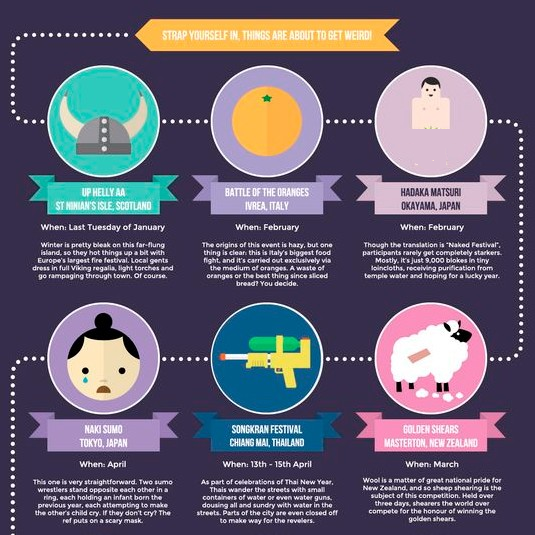 STRAP YOURSELF IN, THINGS ARE ABOUT TO GET WEIRD!
UP HELLY AA
ST NINIAN'S ISLE, SCOTLAND
When: Last Tuesday of January
Winter is pretty bleak on this far-flung
island, so they hot things up a bit with
Europe's largest fire festival. Local gents
dress in full Viking regalia, light torches and
go rampaging through town. Of course.
BATTLE OF THE ORANGES
IVREA, ITALY
When: February
The origins of this event is hazy, but one
thing is clear: this is Italy's biggest food
fight, and it's carried out exclusively via
the medium of oranges. A waste of
oranges or the best thing since sliced
bread? You decide.
HADAKA MATSURI
OKAYAMA, JAPAN
When: February
Though the translation is "Naked Festival",
participants rarely get completely starkers.
Mostly, it's just 9,000 blokes in tiny
loincloths, receiving purification from
temple water and hoping for a lucky year.
NAKI SUMO
TOKYO, JAPAN
When: April
This one is very straightforward. Two sumo
wrestlers stand opposite each other in a
ring, each holding an infant born the
previous year, each attempting to make
the other's child cry. If they don't cry? The
ref puts on a scary mask.
SONGKRAN FESTIVAL
CHIANG MAI, THAILAND
When: 13th - 15th April
As part of celebrations of Thai New Year,
Thais wander the streets with small
containers of water or even water guns,
dousing all and sundry with water in the
streets. Parts of the city are even closed off
to make way for the revelers.
GOLDEN SHEARS
MASTERTON, NEW ZEALAND
When: March
Wool is a matter of great national pride for
New Zealand, and so sheep shearing is the
subject of this competition. Held over
three days, shearers the world over
compete for the honour of winning the
golden shears.